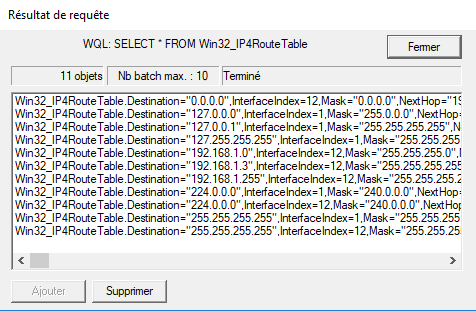 Résultat de requête
WQL: SELECT * FROM Win32_IP4RouteTable
Fermer
11 objets
Nb batch max. : 10
Terminé
Win32_IP4RouteTable.Destination="0.0.0.0",InterfaceIndex=12,Mask="0.0.0.0",NextHop="19
Win32_IP4RouteTable.Destination="127.0.0.0",InterfaceIndex=1,Mask="255.0.0.0",NextHop=
Win32_IP4RouteTable.Destination="127.0.0.1",InterfaceIndex=1,Mask="255.255.255.255",N
Win32_IP4RouteTable.Destination="127.255.255.255",InterfaceIndex=1,Mask="255.255.255
Win32_IP4RouteTable.Destination="192.168.1.0",InterfaceIndex=12,Mask="255.255.255.0",
Win32_IP4RouteTable.Destination="192.168.1.3",InterfaceIndex=12,Mask="255.255.255.255
Win32_IP4RouteTable.Destination="192.168.1.255",InterfaceIndex=12,Mask="255.255.255.2
Win32_IP4RouteTable.Destination="224.0.0.0",InterfaceIndex=1,Mask="240.0.0.0",NextHop=
Win32_IP4RouteTable.Destination="224.0.0.0",InterfaceIndex=12,Mask="240.0.0.0",NextHop
Win32_IP4RouteTable.Destination="255.255.255.255",InterfaceIndex=1,Mask="255.255.255
Win32_IP4RouteTable.Destination="255.255.255.255",InterfaceIndex=12,Mask="255.255.25
Ajouter
Supprimer